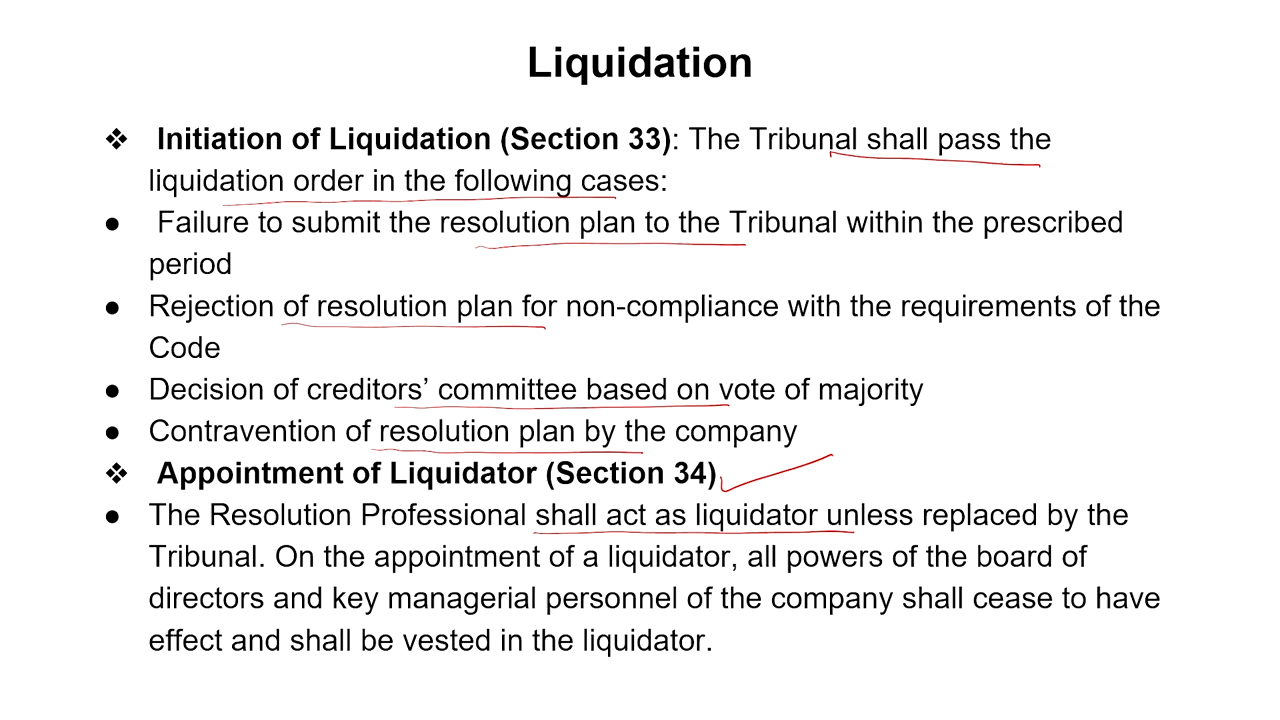 Liquidation
❖ Initiation of Liquidation (Section 33): The Tribunal shall pass the
liquidation order in the following cases:
● Failure to submit the resolution plan to the Tribunal within the prescribed
period
● Rejection of resolution plan for non-compliance with the requirements of the
Code
● Decision of creditors’ committee based on vote of majority
● Contravention of resolution plan by the company
❖ Appointment of Liquidator (Section 34)
● The Resolution Professional shall act as liquidator unless replaced by the
Tribunal. On the appointment of a liquidator, all powers of the board of
directors and key managerial personnel of the company shall cease to have
effect and shall be vested in the liquidator.